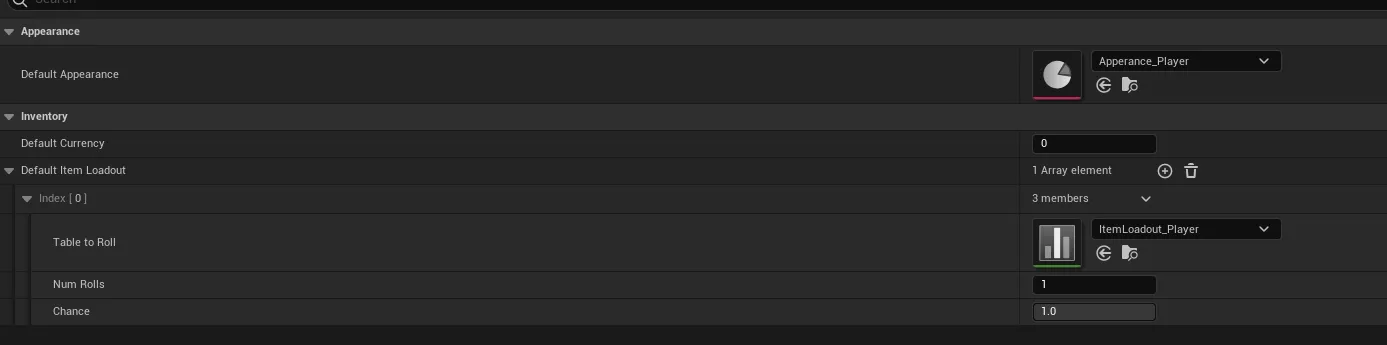 Search
Appearance
Default Appearance
Apperance_Player
Inventory
Default Currency
0
Default Item Loadout
1 Array element
Index [ 0 ]
3 members
Table to Roll
ItemLoadout_Player
Num Rolls
1
Chance
1.0